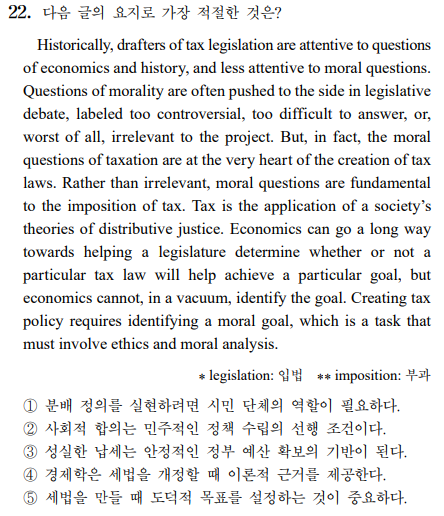 22. 다음 글의 요지로 가장 적절한 것은?
Historically, drafters of tax legislation are attentive to questions
of economics and history, and less attentive to moral questions.
Questions of morality are often pushed to the side in legislative
debate, labeled too controversial, too difficult to answer, or,
worst of all, irrelevant to the project. But, in fact, the moral
questions of taxation are at the very heart of the creation of tax
laws. Rather than irrelevant, moral questions are fundamental
to the imposition of tax. Tax is the application of a society's
theories of distributive justice. Economics can go a long way
towards helping a legislature determine whether or not a
particular tax law will help achieve a particular goal, but
economics cannot, in a vacuum, identify the goal. Creating tax
policy requires identifying a moral goal, which is a task that
must involve ethics and moral analysis.
* legislation: 입법 ** imposition: 부과
① 분배 정의를 실현하려면 시민 단체의 역할이 필요하다.
② 사회적 합의는 민주적인 정책 수립의 선행 조건이다.
③ 성실한 납세는 안정적인 정부 예산 확보의 기반이 된다.
④ 경제학은 세법을 개정할 때 이론적 근거를 제공한다.
⑤ 세법을 만들 때 도덕적 목표를 설정하는 것이 중요하다.